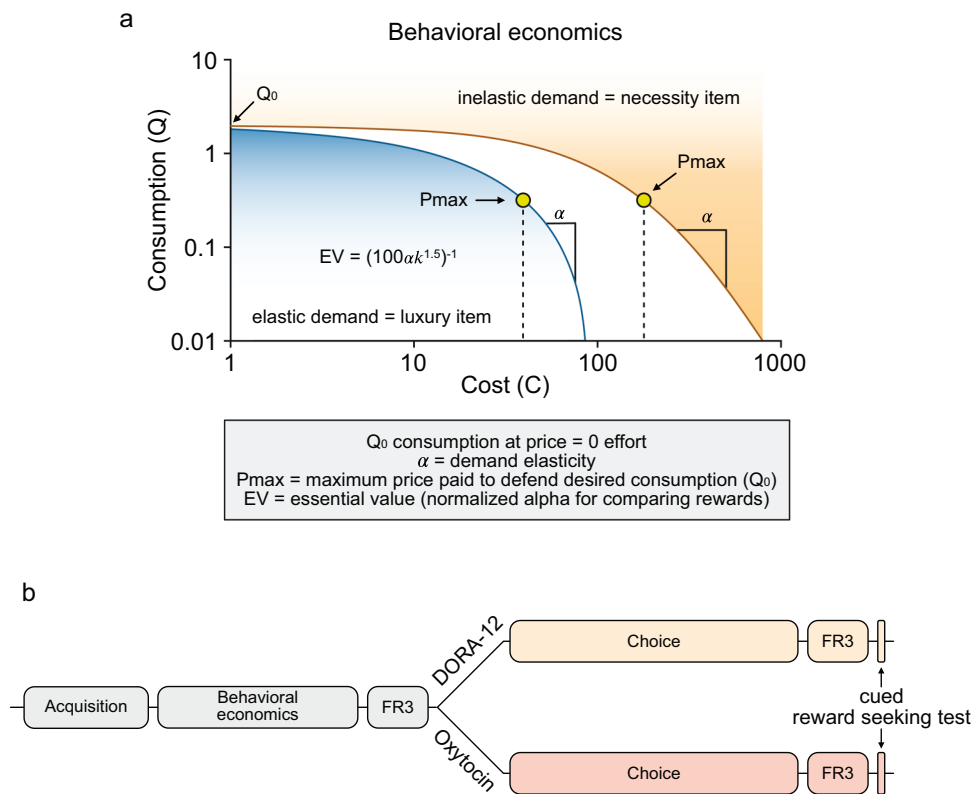 a
Behavioral economics
10
1
0.1
0.01
Consumption (Q)
Q₀
inelastic demand = necessity item
Pmax
Pmax
α
α
EV = (100αk^1.5)^-1
elastic demand = luxury item
1
10
100
1000
Cost (C)
Q₀ consumption at price = 0 effort
α = demand elasticity
Pmax = maximum price paid to defend desired consumption (Q₀)
EV = essential value (normalized alpha for comparing rewards)
b
Acquisition
Behavioral
economics
FR3
DORA-12
Choice
FR3
cued
reward seeking test
Oxytocin
Choice
FR3